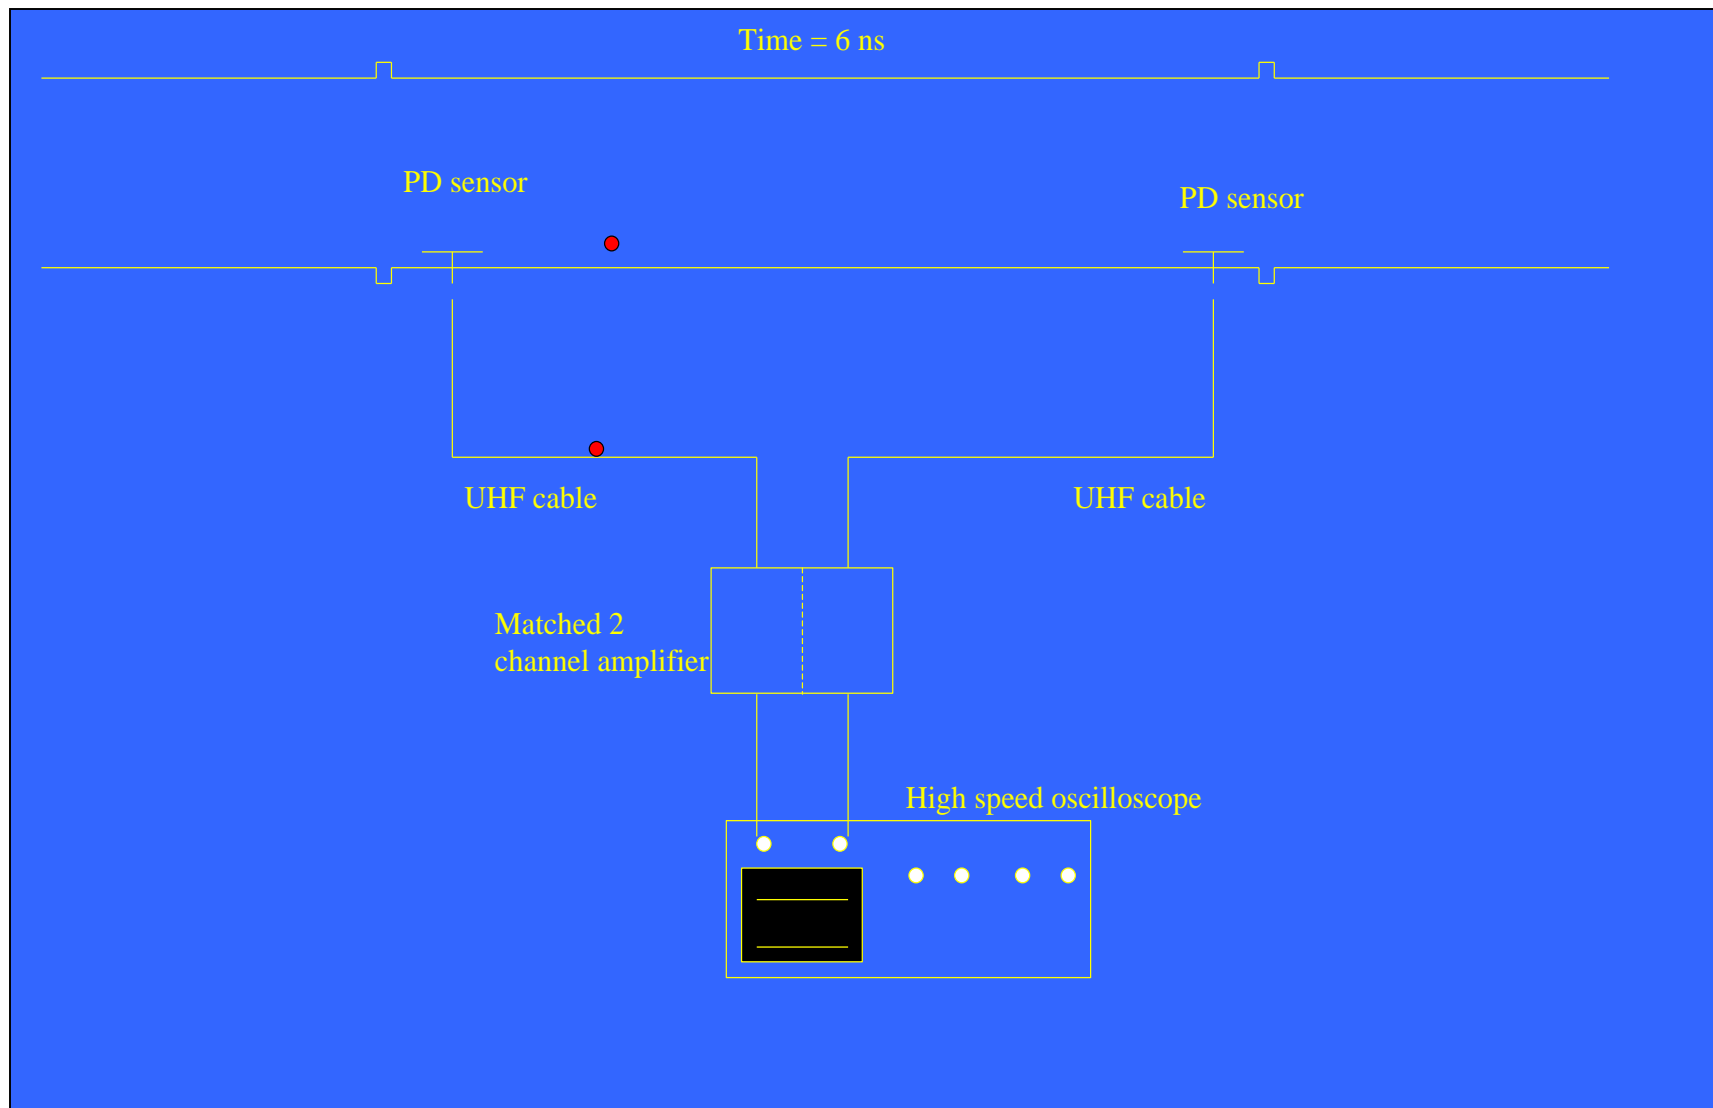 Time = 6 ns
PD sensor
PD sensor
UHF cable
UHF cable
Matched 2
channel amplifier
High speed oscilloscope